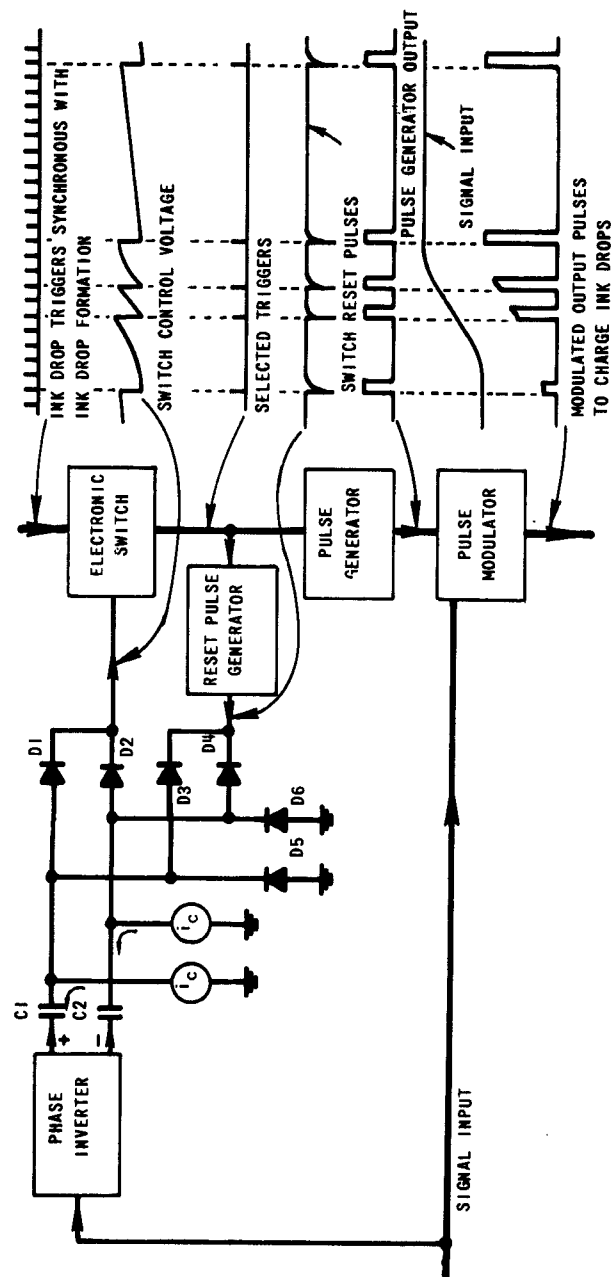 PHASE
INVERTER
+
−
C1
C2
i_c
i_c
D1
D2
D3
D4
D5
D6
ELECTRONIC
SWITCH
RESET PULSE
GENERATOR
PULSE
GENERATOR
PULSE
MODULATOR
SIGNAL INPUT
INK DROP TRIGGERS SYNCHRONOUS WITH
INK DROP FORMATION
SWITCH CONTROL VOLTAGE
SELECTED TRIGGERS
SWITCH RESET PULSES
PULSE GENERATOR OUTPUT
SIGNAL INPUT
MODULATED OUTPUT PULSES
TO CHARGE INK DROPS